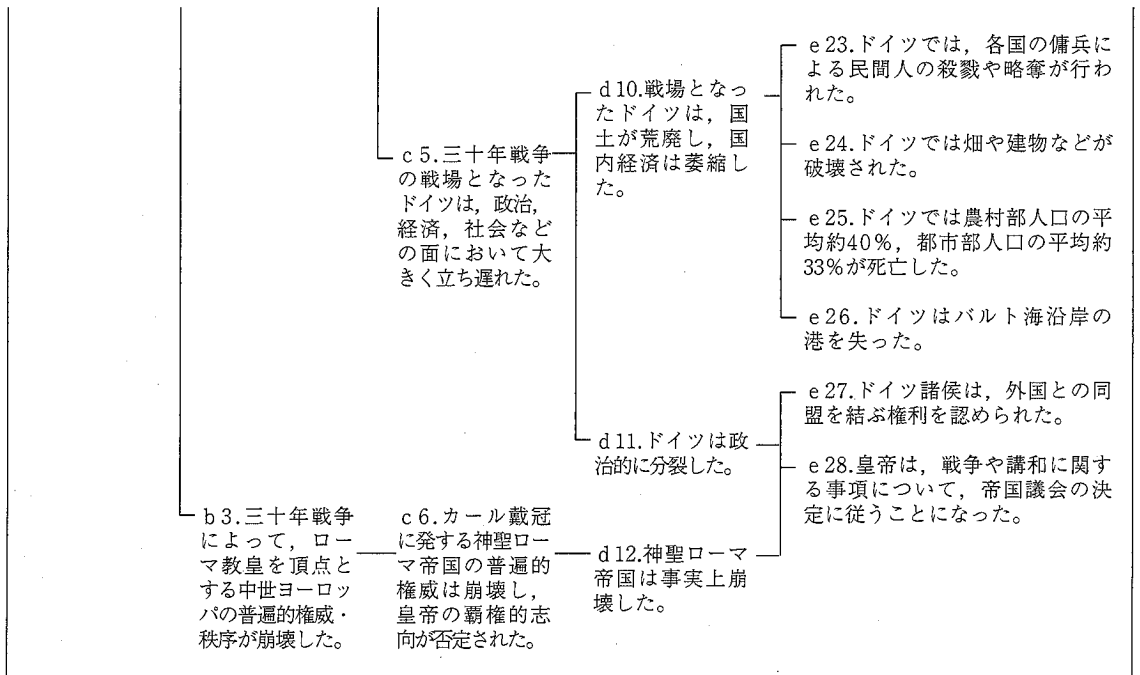 e23.ドイツでは，各国の傭兵に
よる民間人の殺戮や略奪が行わ
れた。
d10.戦場となっ
たドイツは，国
土が荒廃し，国
内経済は萎縮し
た。
e24.ドイツでは畑や建物などが
破壊された。
c5.三十年戦争
の戦場となった
ドイツは，政治，
経済，社会など
の面において大
きく立ち遅れた。
e25.ドイツでは農村部人口の平
均約40％，都市部人口の平均約
33％が死亡した。
e26.ドイツはバルト海沿岸の
港を失った。
e27.ドイツ諸侯は，外国との同
盟を結ぶ権利を認められた。
d11.ドイツは政
治的に分裂した。
e28.皇帝は，戦争や講和に関す
る事項について，帝国議会の決
定に従うことになった。
b3.三十年戦争
によって，ロー
マ教皇を頂点と
する中世ヨーロッ
パの普遍的権威・
秩序が崩壊した。
c6.カール戴冠
に発する神聖ロー
マ帝国の普遍的
権威は崩壊し，
皇帝の覇権的志
向が否定された。
d12.神聖ローマ
帝国は事実上崩
壊した。